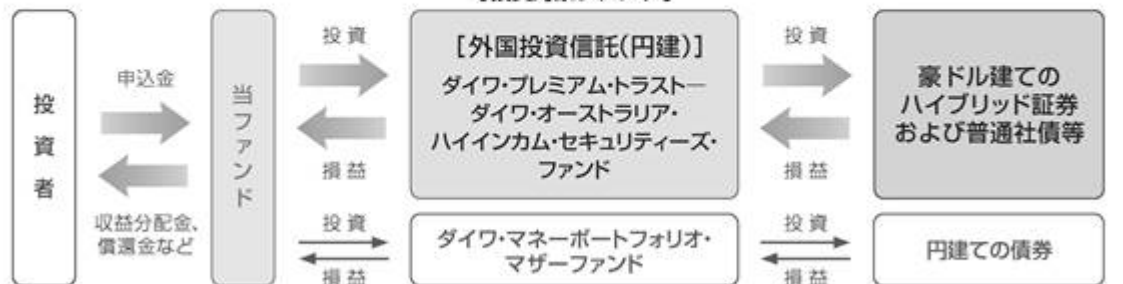 投資者
申込金
収益分配金、
償還金など
当ファンド
投資
損益
投資
損益
[外国投資信託(円建)]
ダイワ・プレミアム・トラスト―
ダイワ・オーストラリア・
ハイインカム・セキュリティーズ・
ファンド
ダイワ・マネーポートフォリオ・
マザーファンド
投資
損益
投資
損益
豪ドル建ての
ハイブリッド証券
および普通社債等
円建ての債券